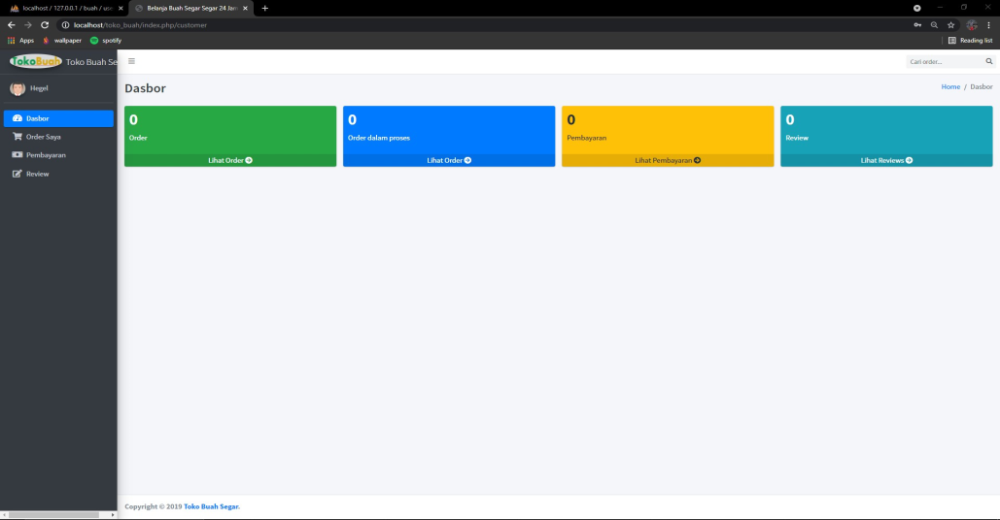 localhost / 127.0.0.1 / buah / use
Belanja Buah Segar Segar 24 Jam
localhost/toko_buah/index.php/customer
Apps wallpaper spotify Reading list
TokoBuah Toko Buah Se
Cari order...
Hegel
Dasbor
Order Saya
Pembayaran
Review
Dasbor
Home / Dasbor
0
Order
Lihat Order
0
Order dalam proses
Lihat Order
0
Pembayaran
Lihat Pembayaran
0
Review
Lihat Reviews
Copyright © 2019 Toko Buah Segar.